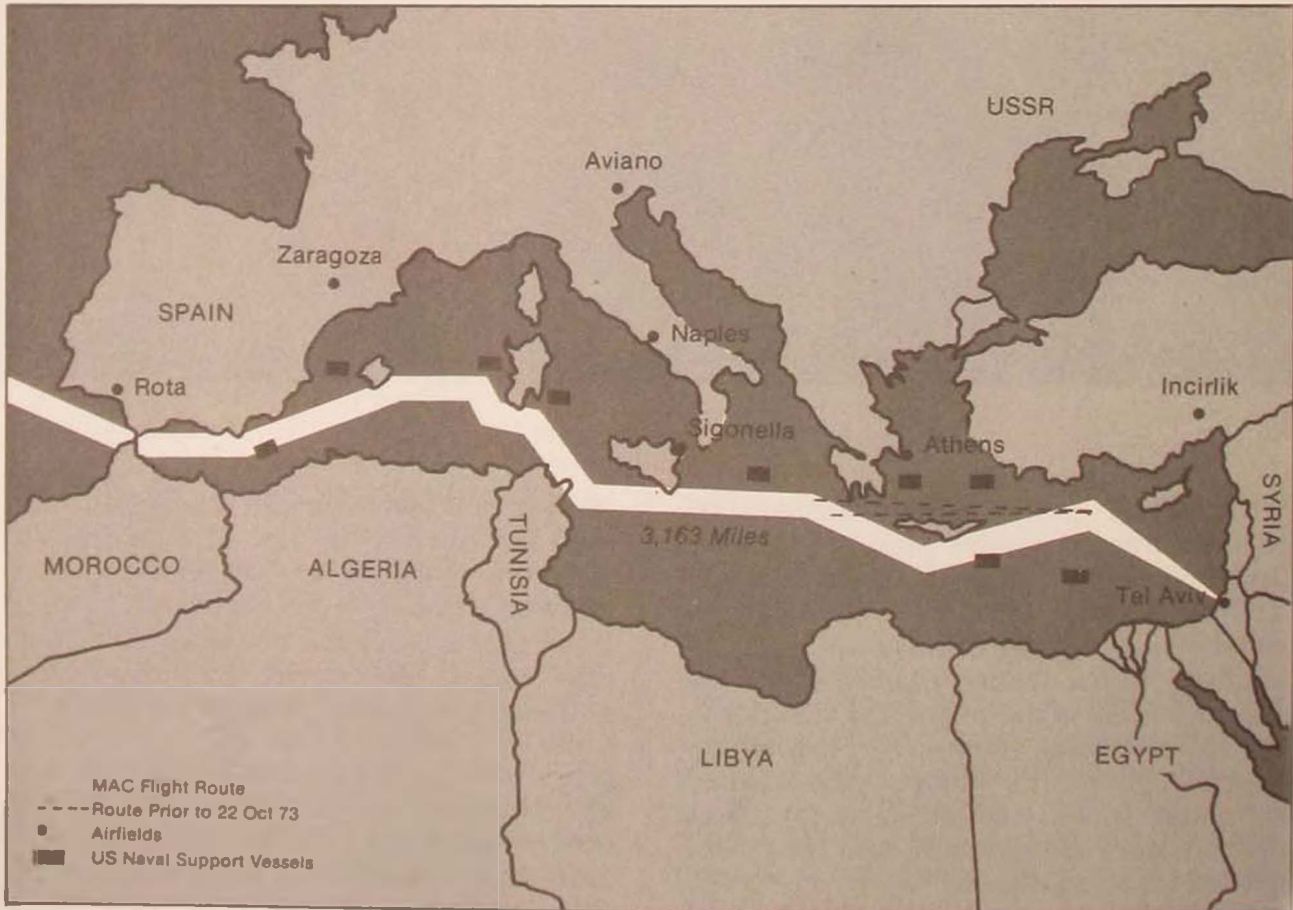 USSR
Aviano
Zaragoza
SPAIN
Naples
Rota
Incirlik
Sigonella
Athens
SYRIA
3,163 Miles
TUNISIA
MOROCCO
ALGERIA
Tel Aviv
LIBYA
EGYPT
MAC Flight Route
Route Prior to 22 Oct 73
Airfields
US Naval Support Vessels